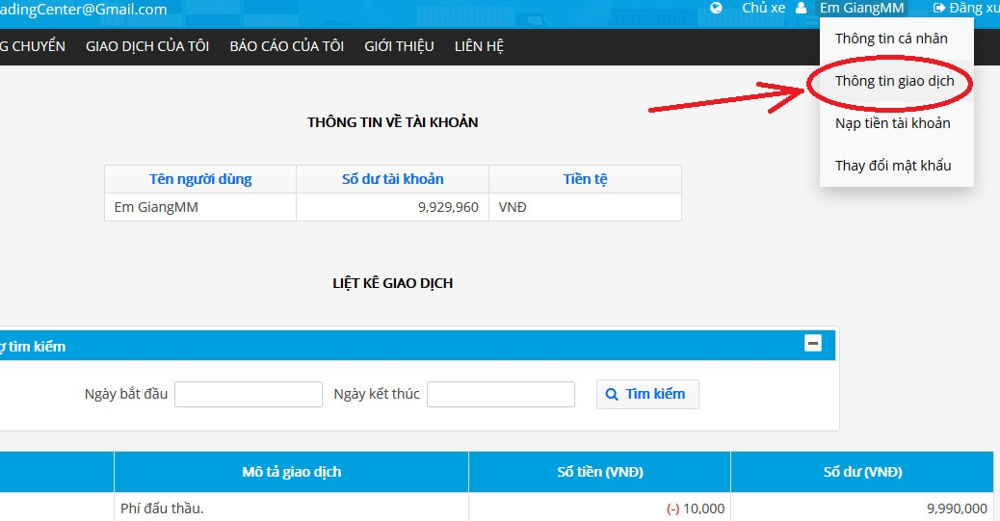 adingCenter@Gmail.com Chủ xe Em GiangMM Đăng xu
G CHUYỂN GIAO DỊCH CỦA TÔI BÁO CÁO CỦA TÔI GIỚI THIỆU LIÊN HỆ
Thông tin cá nhân
Thông tin giao dịch
Nạp tiền tài khoản
Thay đổi mật khẩu
THÔNG TIN VỀ TÀI KHOẢN
Tên người dùng Số dư tài khoản Tiền tệ
Em GiangMM 9,929,960 VNĐ
LIỆT KÊ GIAO DỊCH
ợ tìm kiếm
Ngày bắt đầu Ngày kết thúc Tìm kiếm
Mô tả giao dịch Số tiền (VNĐ) Số dư (VNĐ)
Phí đấu thầu. (-) 10,000 9,990,000